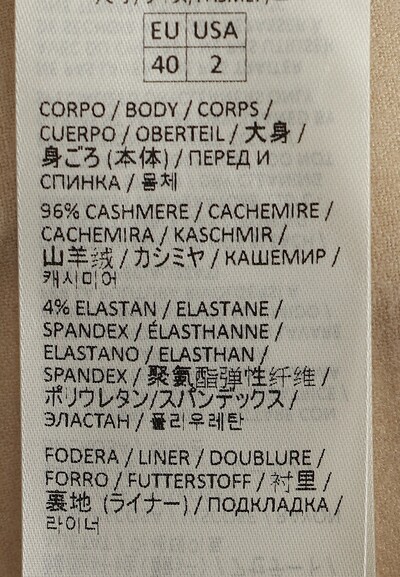 EU USA
40 2
CORPO / BODY / CORPS /
CUERPO / OBERTEIL / 大身 /
身ごろ (本体) / ПЕРЕД И
СПИНКА / 몸체
96% CASHMERE / CACHEMIRE /
CACHEMIRA / KASCHMIR /
山羊绒 / カシミヤ / КАШЕМИР /
캐시미어
4% ELASTAN / ELASTANE /
SPANDEX / ÉLASTHANNE /
ELASTANO / ELASTHAN /
SPANDEX / 聚氨酯弹性纤维 /
ポリウレタン/スパンデックス /
ЭЛАСТАН / 폴리우레탄
FODERA / LINER / DOUBLURE /
FORRO / FUTTERSTOFF / 衬里 /
裏地 (ライナー) / ПОДКЛАДКА /
라이너